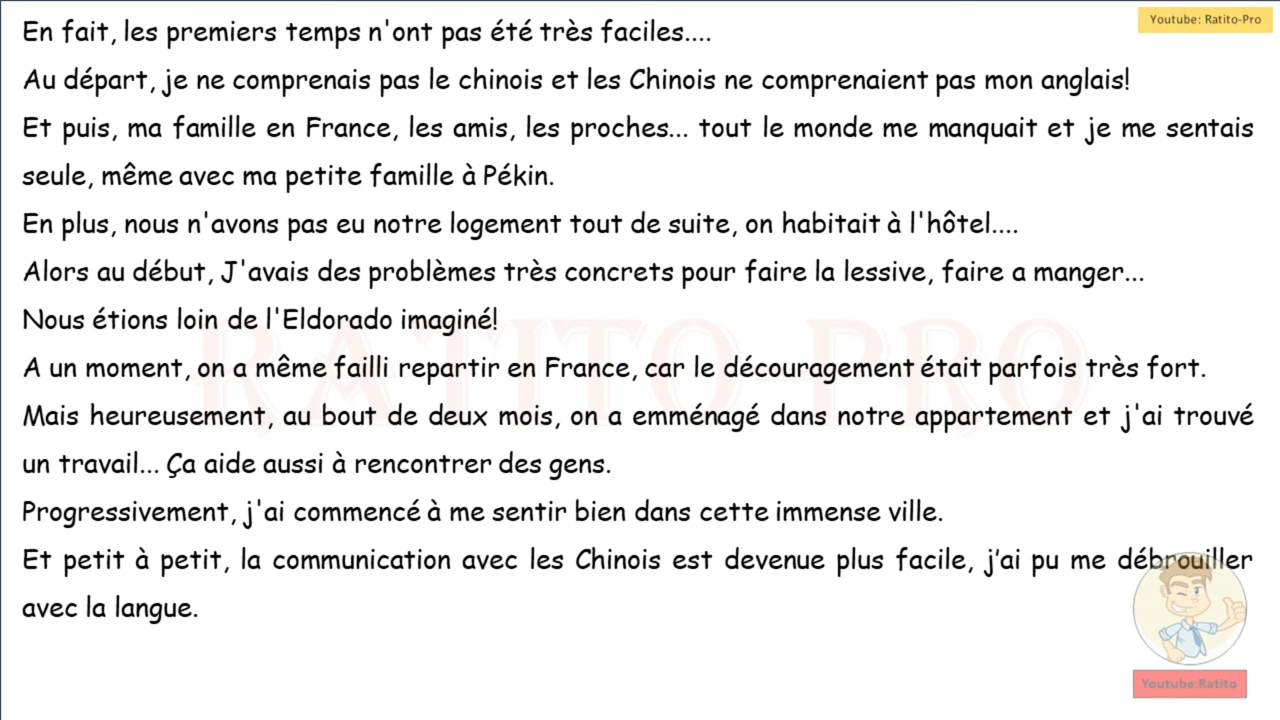 Youtube: Ratito-Pro
En fait, les premiers temps n'ont pas été très faciles....
Au départ, je ne comprenais pas le chinois et les Chinois ne comprenaient pas mon anglais!
Et puis, ma famille en France, les amis, les proches... tout le monde me manquait et je me sentais
seule, même avec ma petite famille à Pékin.
En plus, nous n'avons pas eu notre logement tout de suite, on habitait à l'hôtel....
Alors au début, J'avais des problèmes très concrets pour faire la lessive, faire a manger...
Nous étions loin de l'Eldorado imaginé!
RATITO-PRO
A un moment, on a même failli repartir en France, car le découragement était parfois très fort.
Mais heureusement, au bout de deux mois, on a emménagé dans notre appartement et j'ai trouvé
un travail... Ça aide aussi à rencontrer des gens.
Progressivement, j'ai commencé à me sentir bien dans cette immense ville.
Et petit à petit, la communication avec les Chinois est devenue plus facile, j’ai pu me débrouiller
avec la langue.
Youtube:Ratito